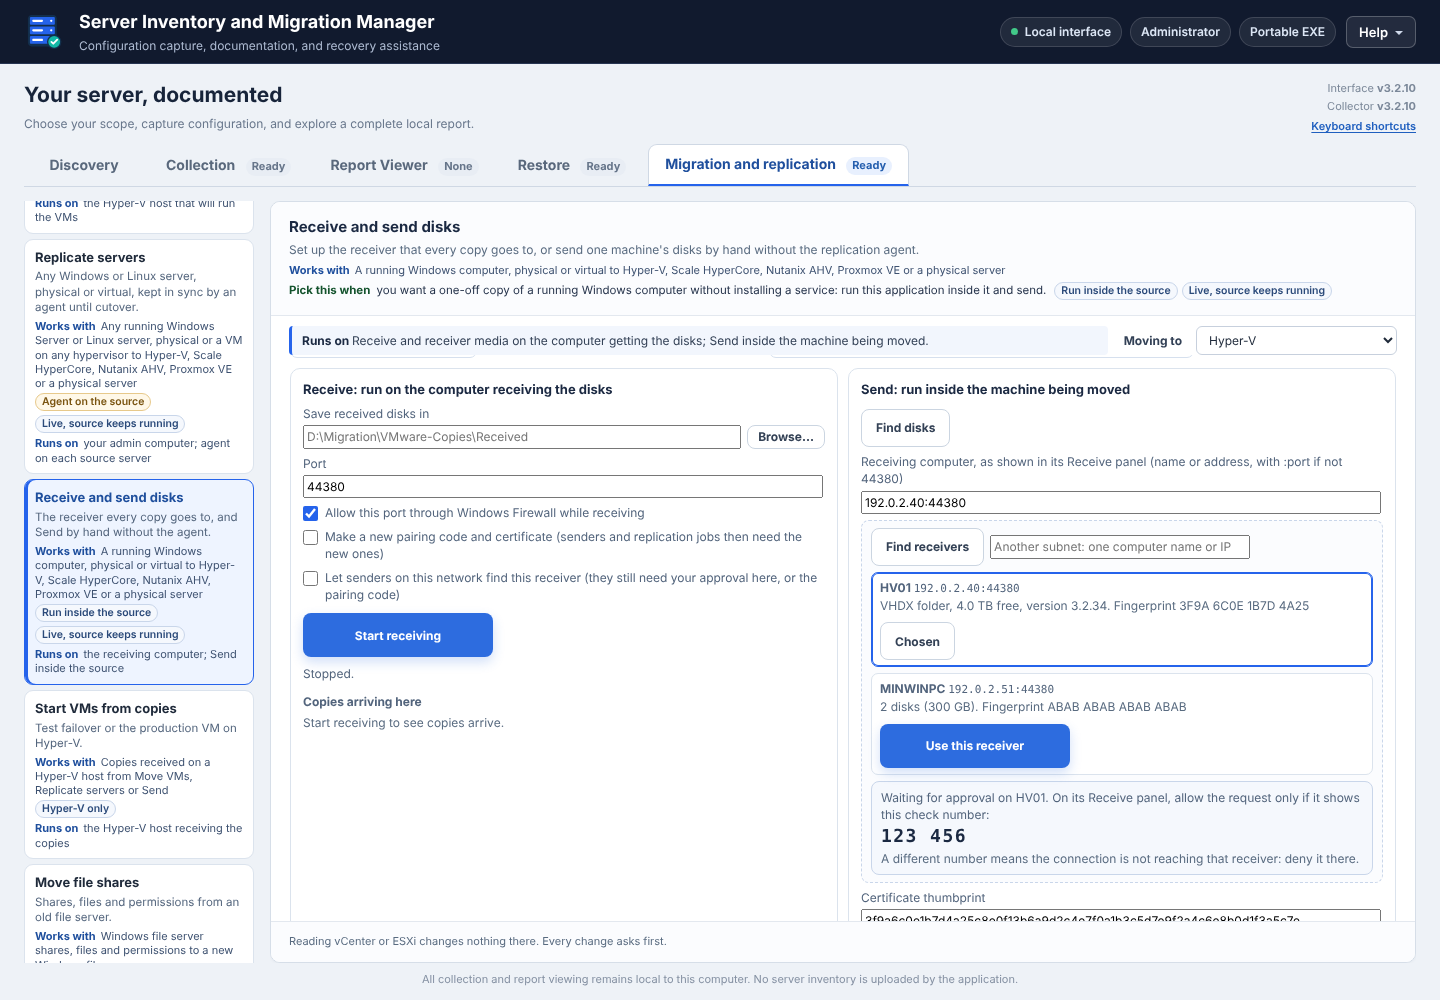 Server Inventory and Migration Manager
Configuration capture, documentation, and recovery assistance
Local interface
Administrator
Portable EXE
Help
Your server, documented
Choose your scope, capture configuration, and explore a complete local report.
Interface v3.2.10
Collector v3.2.10
Keyboard shortcuts
Discovery
Collection Ready
Report Viewer None
Restore Ready
Migration and replication Ready
Runs on the Hyper-V host that will run
the VMs
Replicate servers
Any Windows or Linux server,
physical or virtual, kept in sync by an
agent until cutover.
Works with Any running Windows
Server or Linux server, physical or a VM
on any hypervisor to Hyper-V, Scale
HyperCore, Nutanix AHV, Proxmox VE
or a physical server
Agent on the source
Live, source keeps running
Runs on your admin computer; agent
on each source server
Receive and send disks
The receiver every copy goes to, and
Send by hand without the agent.
Works with A running Windows
computer, physical or virtual to Hyper-
V, Scale HyperCore, Nutanix AHV,
Proxmox VE or a physical server
Run inside the source
Live, source keeps running
Runs on the receiving computer; Send
inside the source
Start VMs from copies
Test failover or the production VM on
Hyper-V.
Works with Copies received on a
Hyper-V host from Move VMs,
Replicate servers or Send
Hyper-V only
Runs on the Hyper-V host receiving the
copies
Move file shares
Shares, files and permissions from an
old file server.
Works with Windows file server
shares, files and permissions to a new
Receive and send disks
Set up the receiver that every copy goes to, or send one machine's disks by hand without the replication agent.
Works with A running Windows computer, physical or virtual to Hyper-V, Scale HyperCore, Nutanix AHV, Proxmox VE or a physical server
Pick this when you want a one-off copy of a running Windows computer without installing a service: run this application inside it and send. Run inside the source Live, source keeps running
Runs on Receive and receiver media on the computer getting the disks; Send inside the machine being moved.
Moving to Hyper-V
Receive: run on the computer receiving the disks
Save received disks in
D:\Migration\VMware-Copies\Received
Browse...
Port
44380
Allow this port through Windows Firewall while receiving
Make a new pairing code and certificate (senders and replication jobs then need the
new ones)
Let senders on this network find this receiver (they still need your approval here, or the
pairing code)
Start receiving
Stopped.
Copies arriving here
Start receiving to see copies arrive.
Send: run inside the machine being moved
Find disks
Receiving computer, as shown in its Receive panel (name or address, with :port if not
44380)
192.0.2.40:44380
Find receivers
Another subnet: one computer name or IP
HV01 192.0.2.40:44380
VHDX folder, 4.0 TB free, version 3.2.34. Fingerprint 3F9A 6C0E 1B7D 4A25
Chosen
MINWINPC 192.0.2.51:44380
2 disks (300 GB). Fingerprint ABAB ABAB ABAB ABAB
Use this receiver
Waiting for approval on HV01. On its Receive panel, allow the request only if it shows
this check number:
123 456
A different number means the connection is not reaching that receiver: deny it there.
Certificate thumbprint
Reading vCenter or ESXi changes nothing there. Every change asks first.
All collection and report viewing remains local to this computer. No server inventory is uploaded by the application.